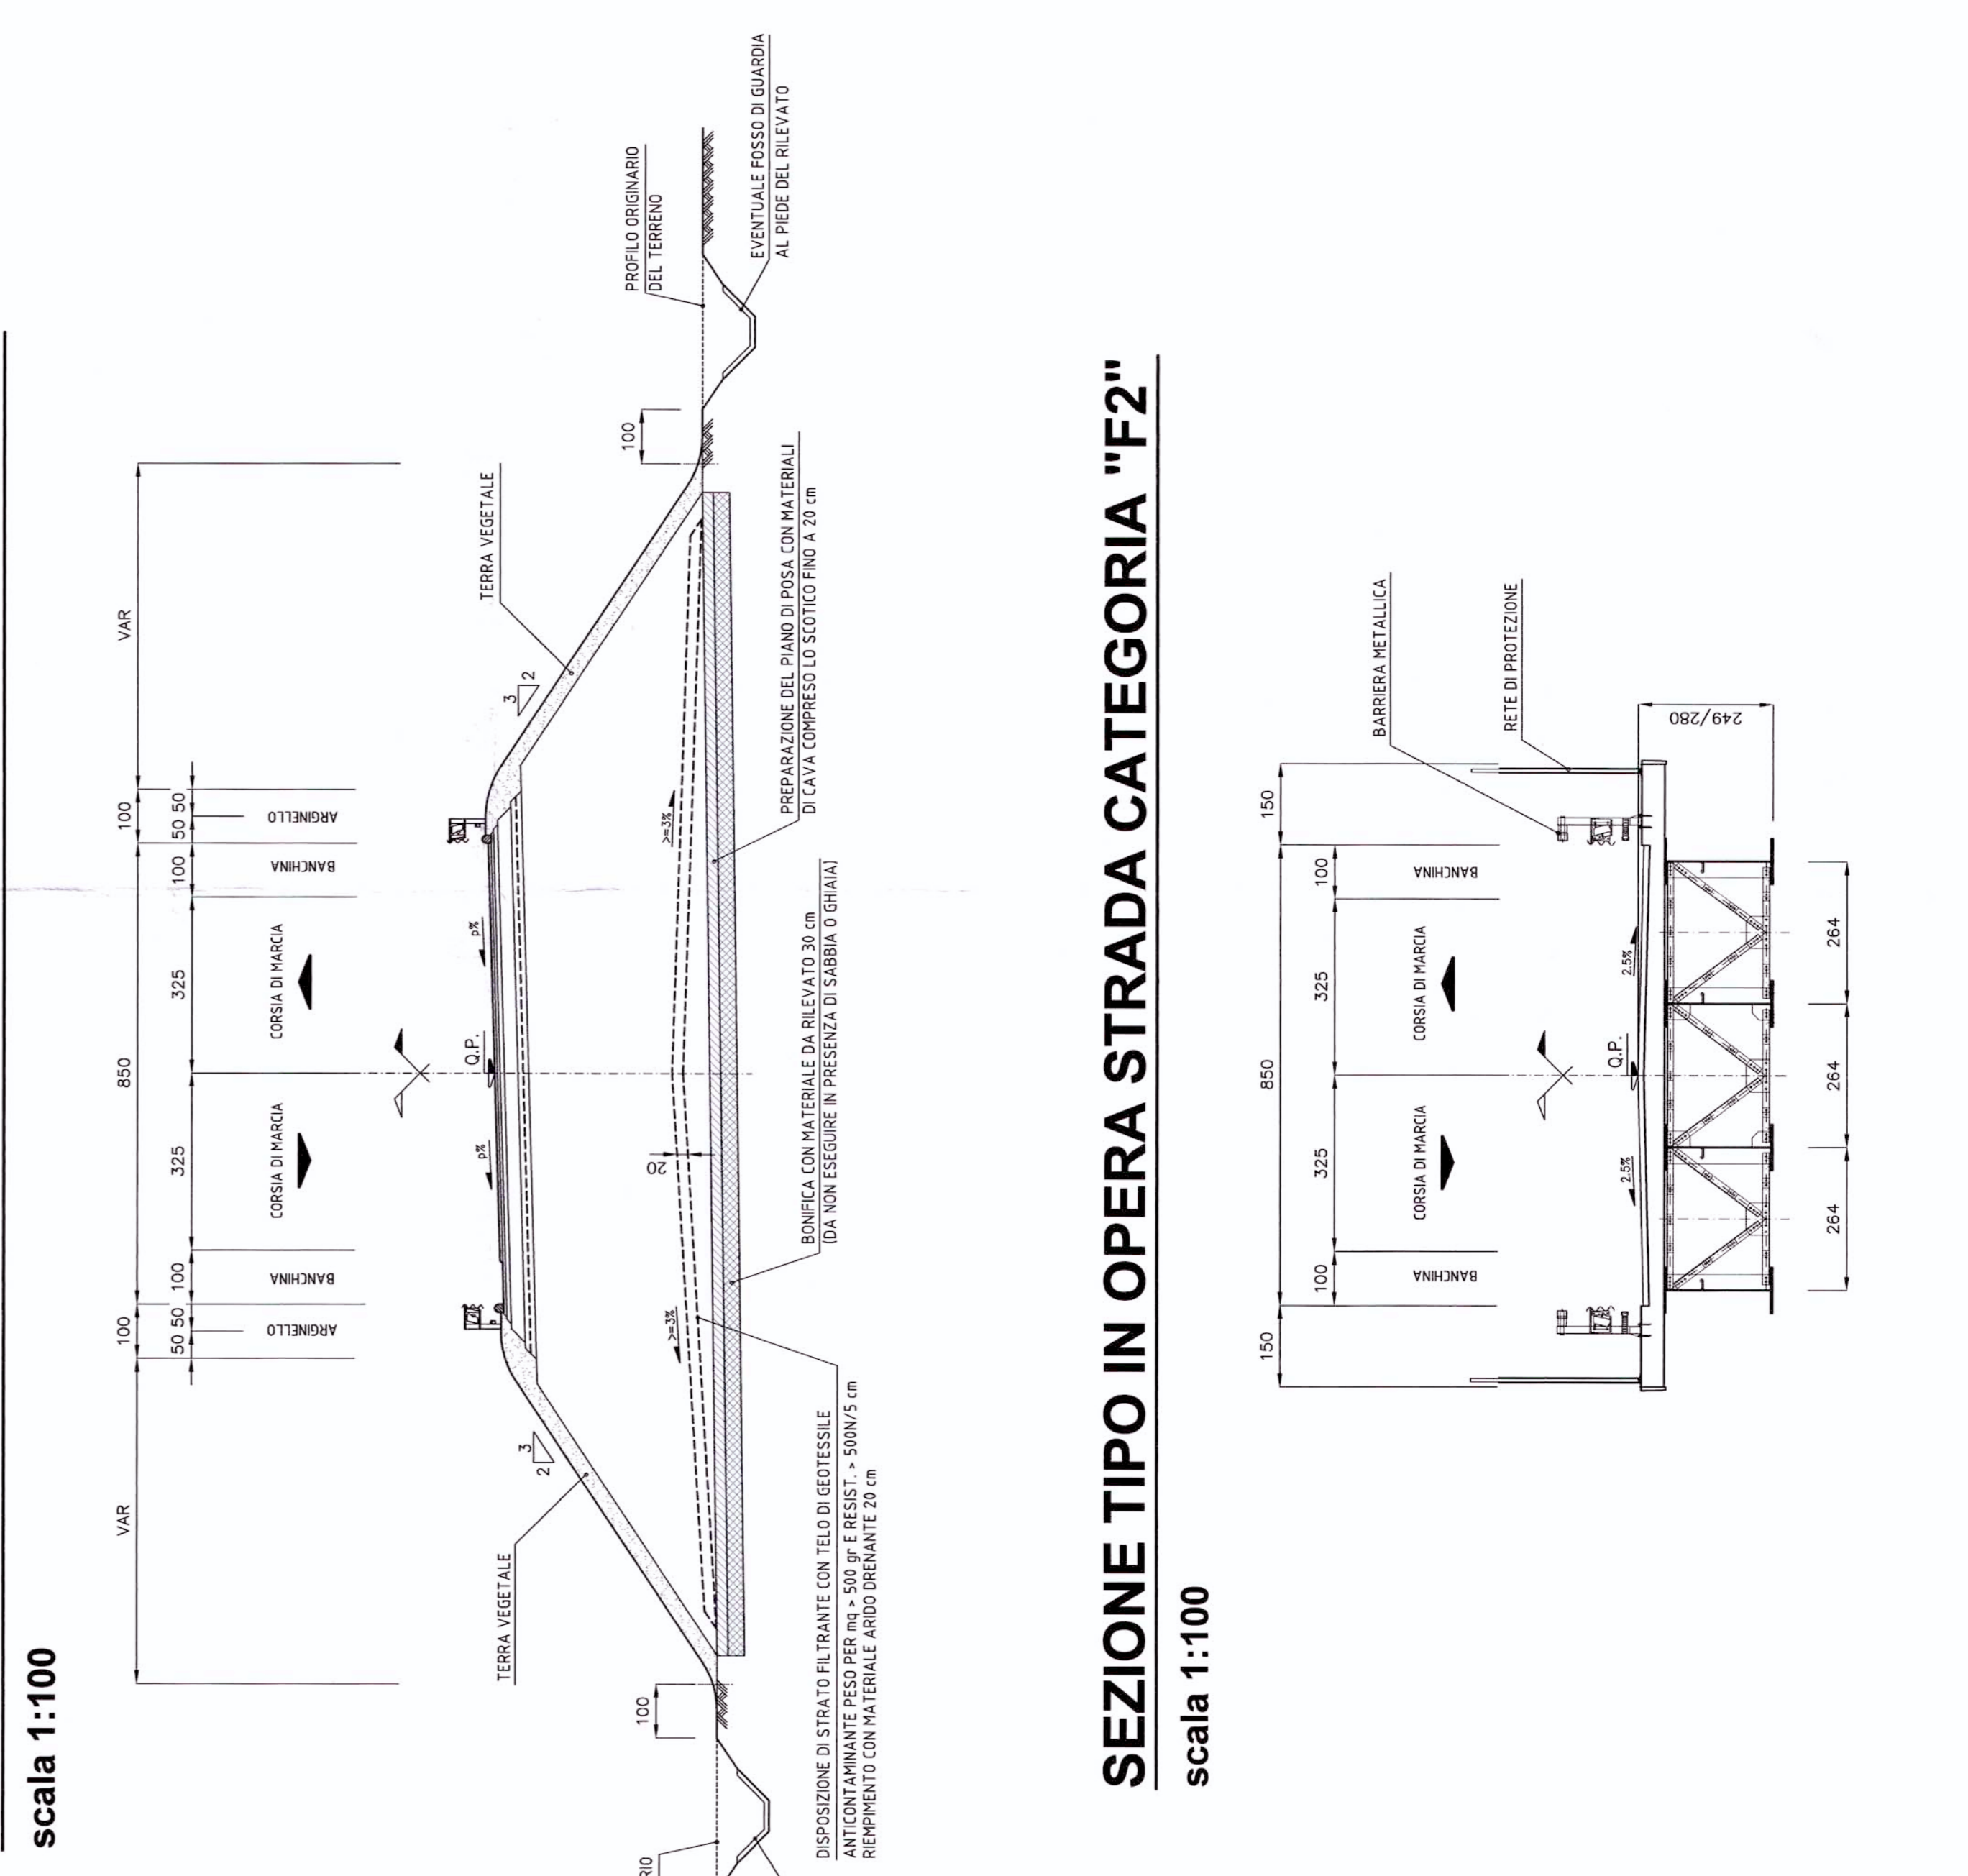 scala 1:100
VAR
100
850
100
VAR
50
50
100
325
325
100
50
50
ARGINELLO
BANCHINA
CORSIA DI MARCIA
CORSIA DI MARCIA
BANCHINA
ARGINELLO
Q.P.
p%
p%
3
2
3
2
TERRA VEGETALE
TERRA VEGETALE
PROFILO ORIGINARIO
DEL TERRENO
100
100
20
>=3%
>=3%
EVENTUALE FOSSO DI GUARDIA
AL PIEDE DEL RILEVATO
PREPARAZIONE DEL PIANO DI POSA CON MATERIALI
DI CAVA COMPRESO LO SCOTICO FINO A 20 cm
BONIFICA CON MATERIALE DA RILEVATO 30 cm
(DA NON ESEGUIRE IN PRESENZA DI SABBIA O GHIAIA)
DISPOSIZIONE DI STRATO FILTRANTE CON TELO DI GEOTESSILE
ANTICONTAMINANTE PESO PER mq > 500 gr E RESIST. > 500N/5 cm
RIEMPIMENTO CON MATERIALE ARIDO DRENANTE 20 cm
RIO
SEZIONE TIPO IN OPERA STRADA CATEGORIA "F2"
scala 1:100
150
850
150
100
325
325
100
BANCHINA
CORSIA DI MARCIA
CORSIA DI MARCIA
BANCHINA
BARRIERA METALLICA
RETE DI PROTEZIONE
Q.P.
2.5%
2.5%
249/280
264
264
264